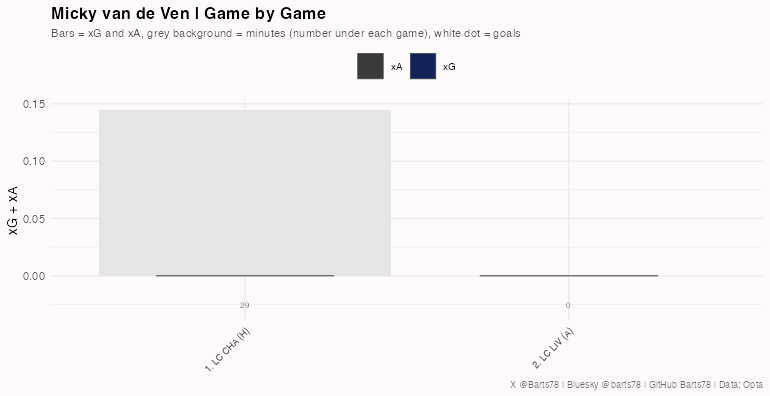 Micky van de Ven | Game by Game
Bars = xG and xA, grey background = minutes (number under each game), white dot = goals
xA xG
0.15
0.10
0.05
0.00
xG + xA
29 0
1. LC CHA (H) 2. LC LIV (A)
X @Barts78 | Bluesky @barts78 | GitHub Barts78 | Data: Opta